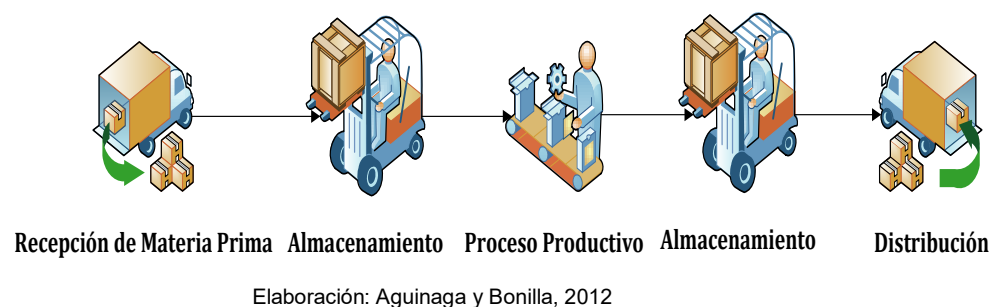 Recepción de Materia Prima Almacenamiento Proceso Productivo Almacenamiento Distribución
Elaboración: Aguinaga y Bonilla, 2012